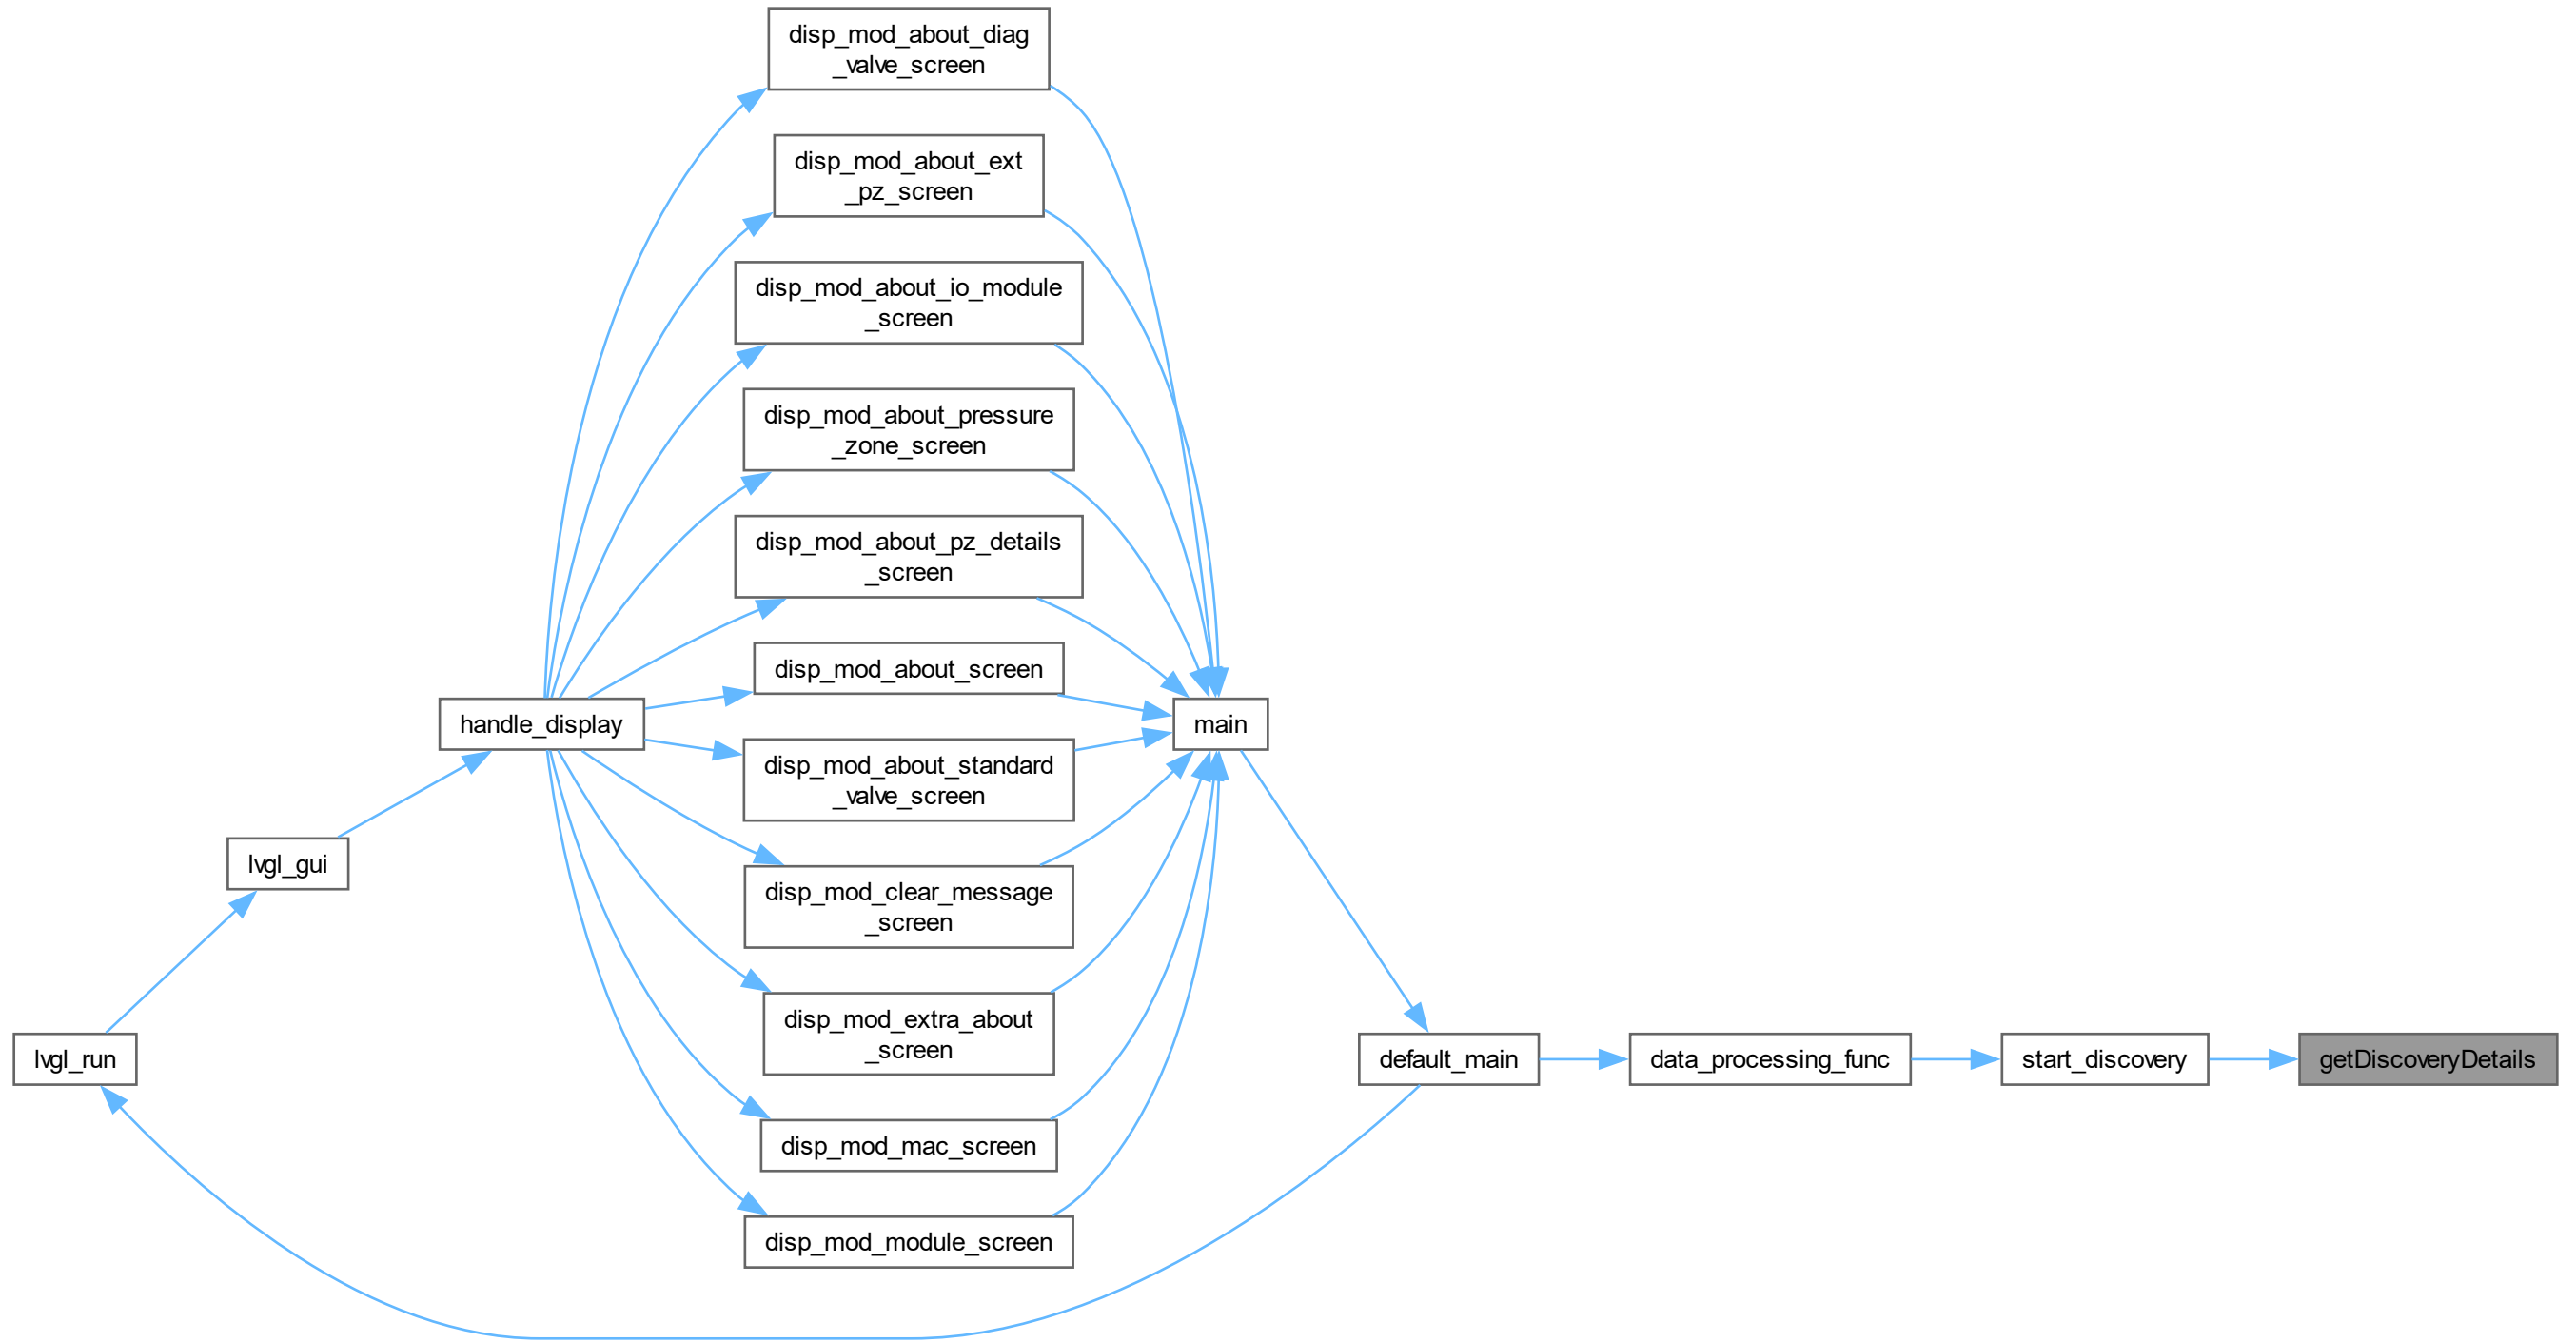 disp_mod_about_diag
_valve_screen
disp_mod_about_ext
_pz_screen
disp_mod_about_io_module
_screen
disp_mod_about_pressure
_zone_screen
disp_mod_about_pz_details
_screen
disp_mod_about_screen
handle_display
main
disp_mod_about_standard
_valve_screen
lvgl_gui
disp_mod_clear_message
_screen
disp_mod_extra_about
_screen
lvgl_run
default_main
data_processing_func
start_discovery
getDiscoveryDetails
disp_mod_mac_screen
disp_mod_module_screen